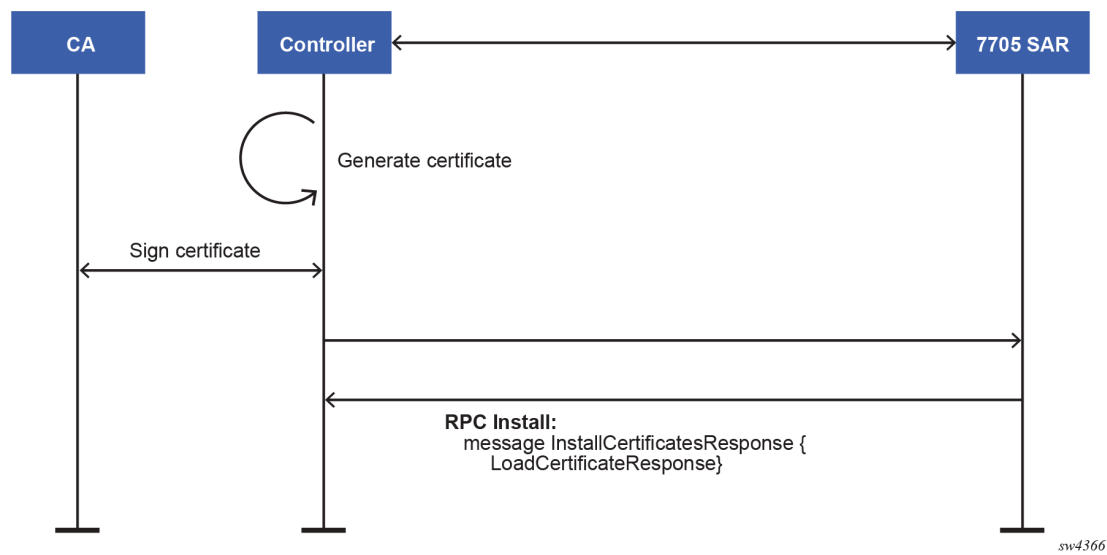 CA
Controller
7705 SAR
Generate certificate
Sign certificate
RPC Install:
message InstallCertificatesResponse {
LoadCertificateResponse}
sw4366